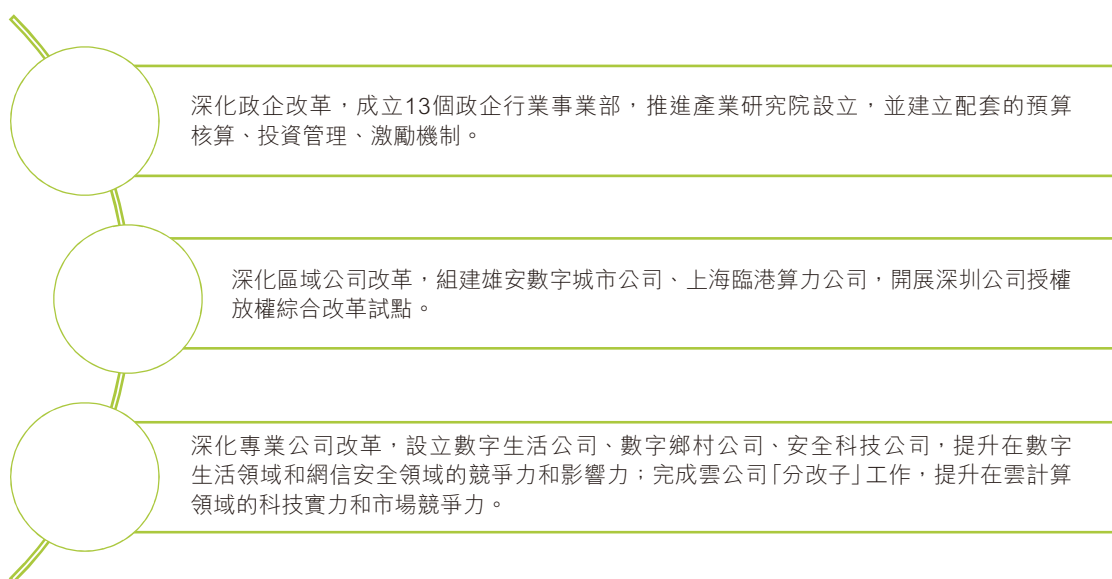 深化政企改革，成立13個政企行業事業部，推進產業研究院設立，並建立配套的預算
核算、投資管理、激勵機制。
深化區域公司改革，組建雄安數字城市公司、上海臨港算力公司，開展深圳公司授權
放權綜合改革試點。
深化專業公司改革，設立數字生活公司、數字鄉村公司、安全科技公司，提升在數字
生活領域和網信安全領域的競爭力和影響力；完成雲公司「分改子」工作，提升在雲計算
領域的科技實力和市場競爭力。